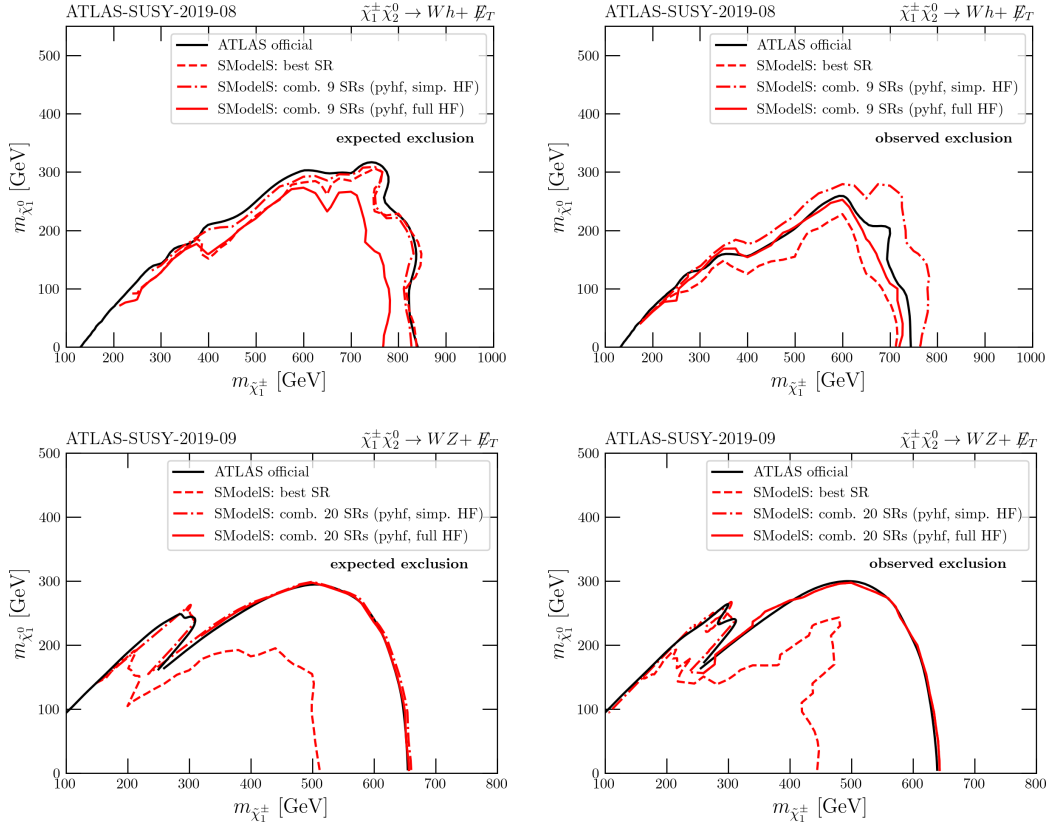 ATLAS-SUSY-2019-08 χ̃₁^± χ̃₂^0 → Wh+ E̸_T
ATLAS official
SModelS: best SR
SModelS: comb. 9 SRs (pyhf, simp. HF)
SModelS: comb. 9 SRs (pyhf, full HF)
expected exclusion
500
400
300
200
100
0
m_χ̃₁^0 [GeV]
100 200 300 400 500 600 700 800 900 1000
m_χ̃₁^± [GeV]
ATLAS-SUSY-2019-08 χ̃₁^± χ̃₂^0 → Wh+ E̸_T
ATLAS official
SModelS: best SR
SModelS: comb. 9 SRs (pyhf, simp. HF)
SModelS: comb. 9 SRs (pyhf, full HF)
observed exclusion
500
400
300
200
100
0
m_χ̃₁^0 [GeV]
100 200 300 400 500 600 700 800 900 1000
m_χ̃₁^± [GeV]
ATLAS-SUSY-2019-09 χ̃₁^± χ̃₂^0 → WZ+ E̸_T
ATLAS official
SModelS: best SR
SModelS: comb. 20 SRs (pyhf, simp. HF)
SModelS: comb. 20 SRs (pyhf, full HF)
expected exclusion
500
400
300
200
100
0
m_χ̃₁^0 [GeV]
100 200 300 400 500 600 700 800
m_χ̃₁^± [GeV]
ATLAS-SUSY-2019-09 χ̃₁^± χ̃₂^0 → WZ+ E̸_T
ATLAS official
SModelS: best SR
SModelS: comb. 20 SRs (pyhf, simp. HF)
SModelS: comb. 20 SRs (pyhf, full HF)
observed exclusion
500
400
300
200
100
0
m_χ̃₁^0 [GeV]
100 200 300 400 500 600 700 800
m_χ̃₁^± [GeV]